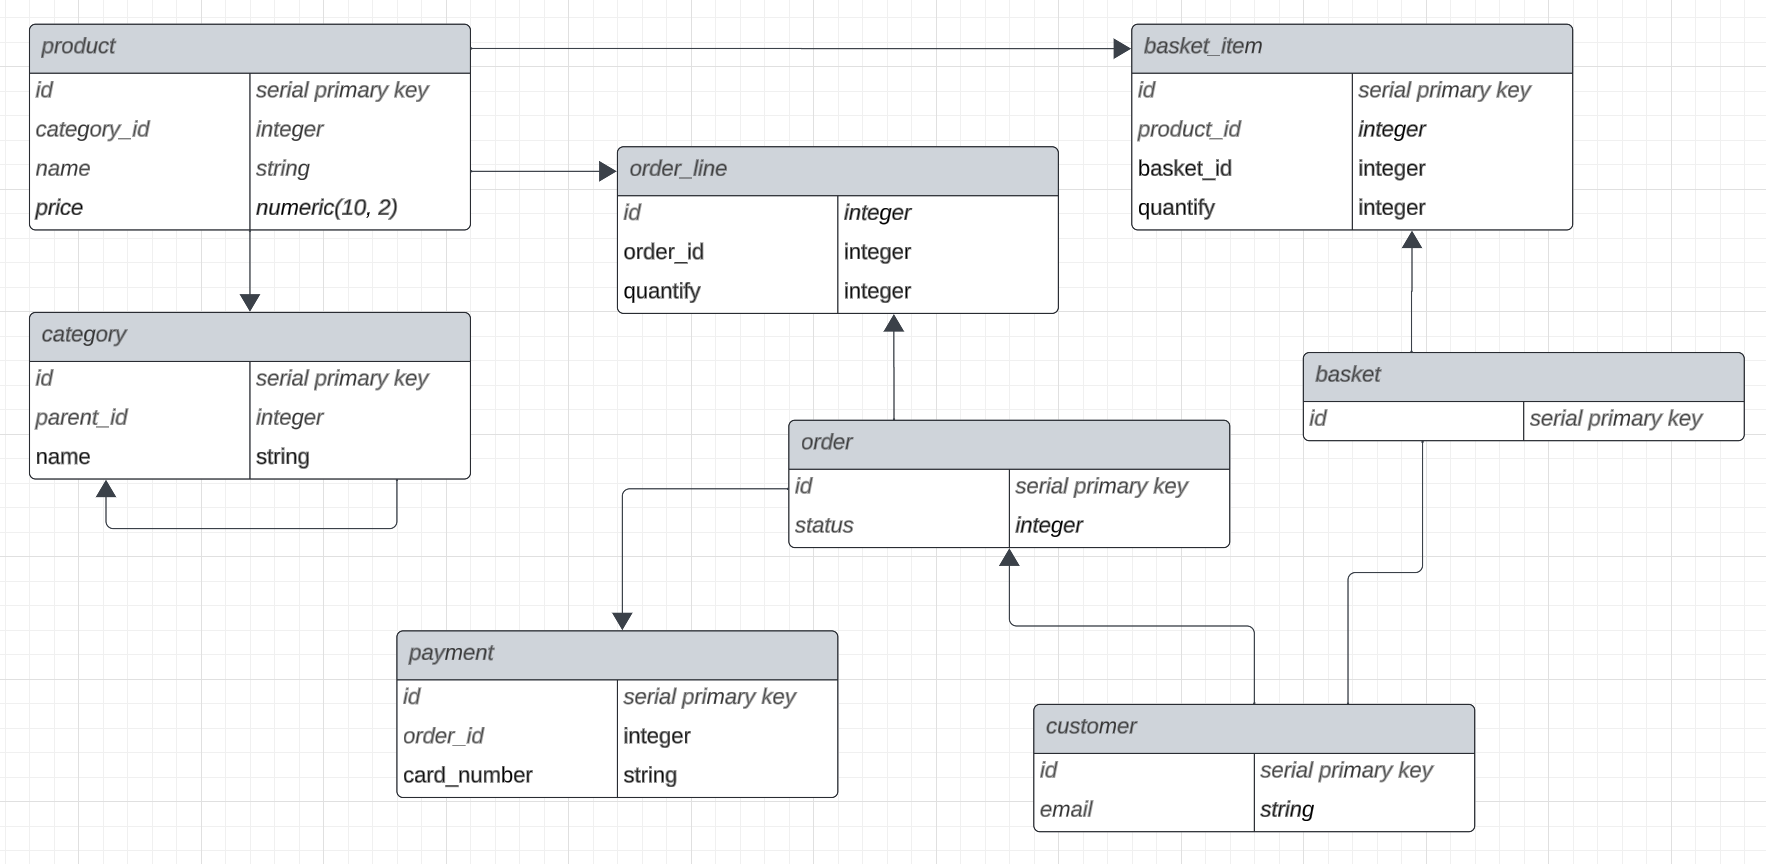 product
id serial primary key
category_id integer
name string
price numeric(10, 2)
basket_item
id serial primary key
product_id integer
basket_id integer
quantify integer
order_line
id integer
order_id integer
quantify integer
category
id serial primary key
parent_id integer
name string
basket
id serial primary key
order
id serial primary key
status integer
payment
id serial primary key
order_id integer
card_number string
customer
id serial primary key
email string